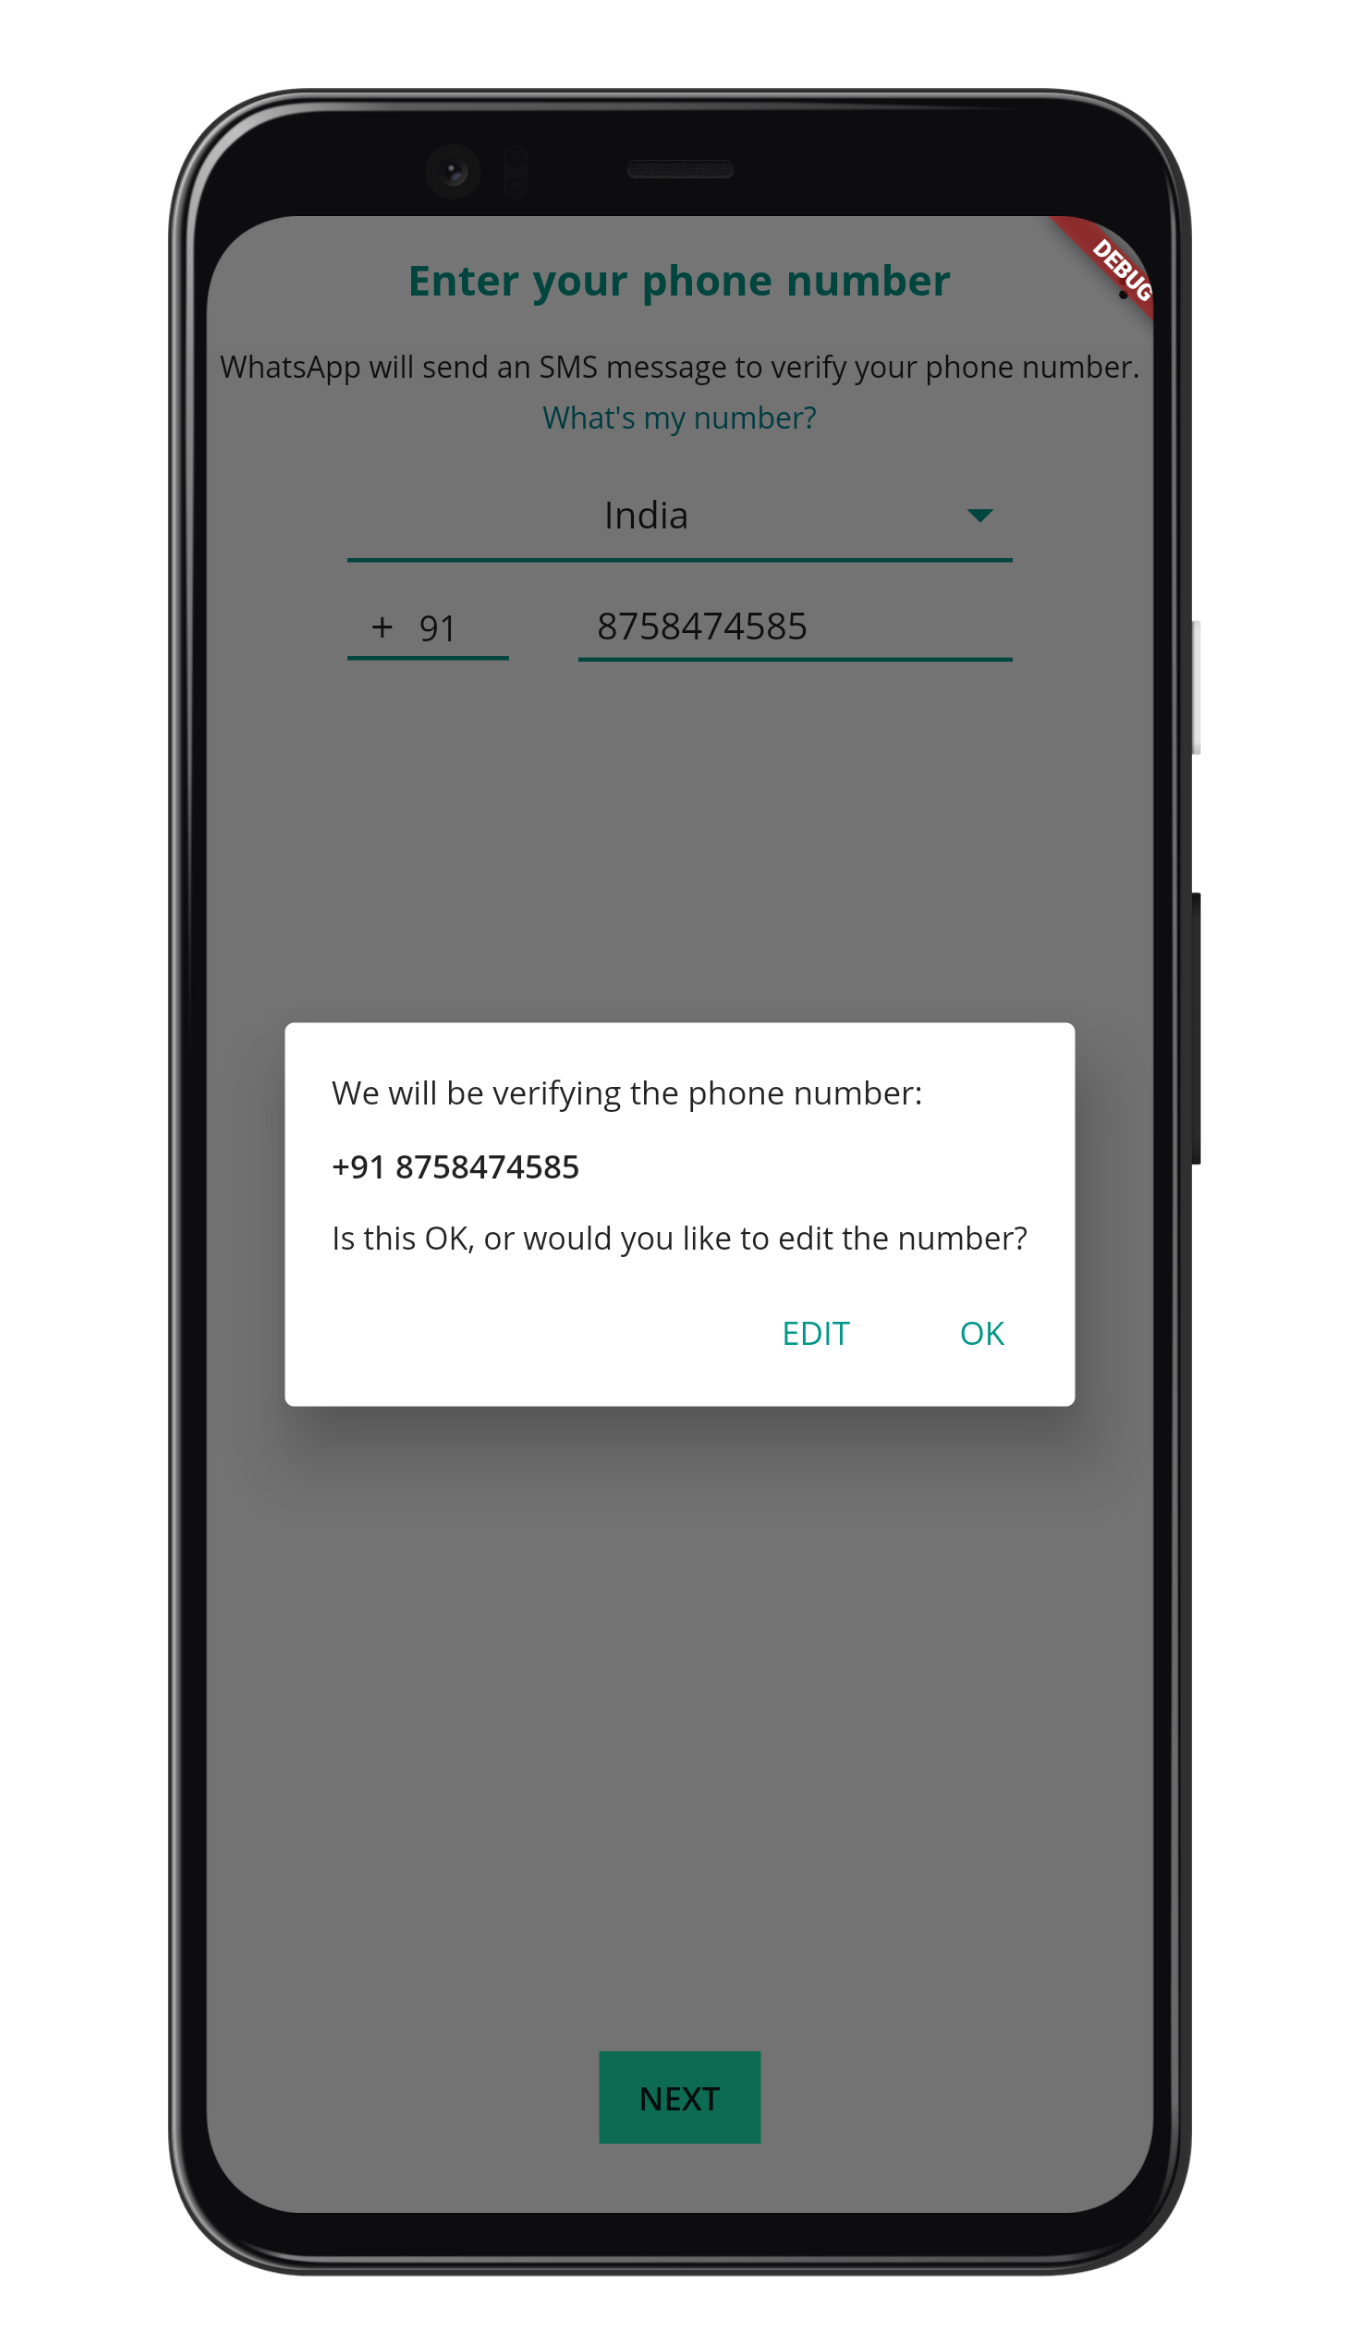 DEBUG
Enter your phone number
WhatsApp will send an SMS message to verify your phone number.
What's my number?
India
+ 91 8758474585
We will be verifying the phone number:
+91 8758474585
Is this OK, or would you like to edit the number?
EDIT OK
NEXT